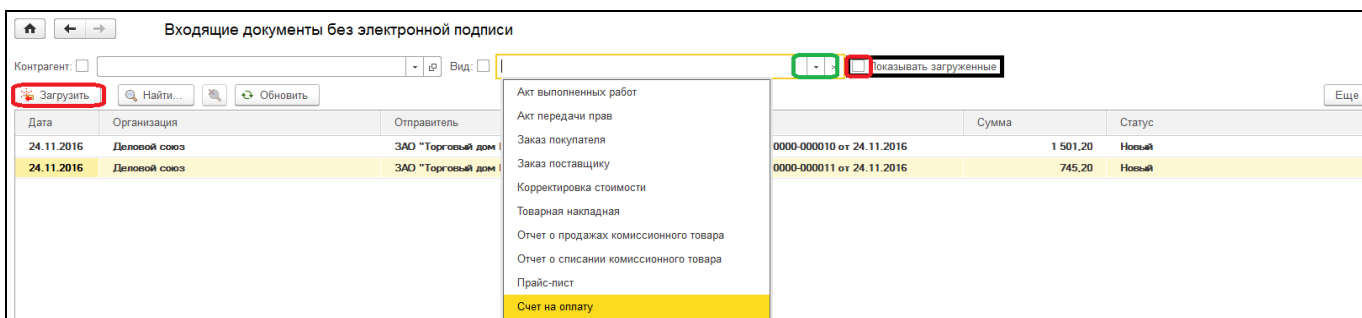 Входящие документы без электронной подписи
Контрагент: Вид: Показывать загруженные
Загрузить Найти... Обновить Еще
Дата Организация Отправитель Сумма Статус
24.11.2016 Деловой союз ЗАО "Торговый дом 0000-000010 от 24.11.2016 1 501,20 Новый
24.11.2016 Деловой союз ЗАО "Торговый дом 0000-000011 от 24.11.2016 745,20 Новый
Акт выполненных работ
Акт передачи прав
Заказ покупателя
Заказ поставщику
Корректировка стоимости
Товарная накладная
Отчет о продажах комиссионного товара
Отчет о списании комиссионного товара
Прайс-лист
Счет на оплату